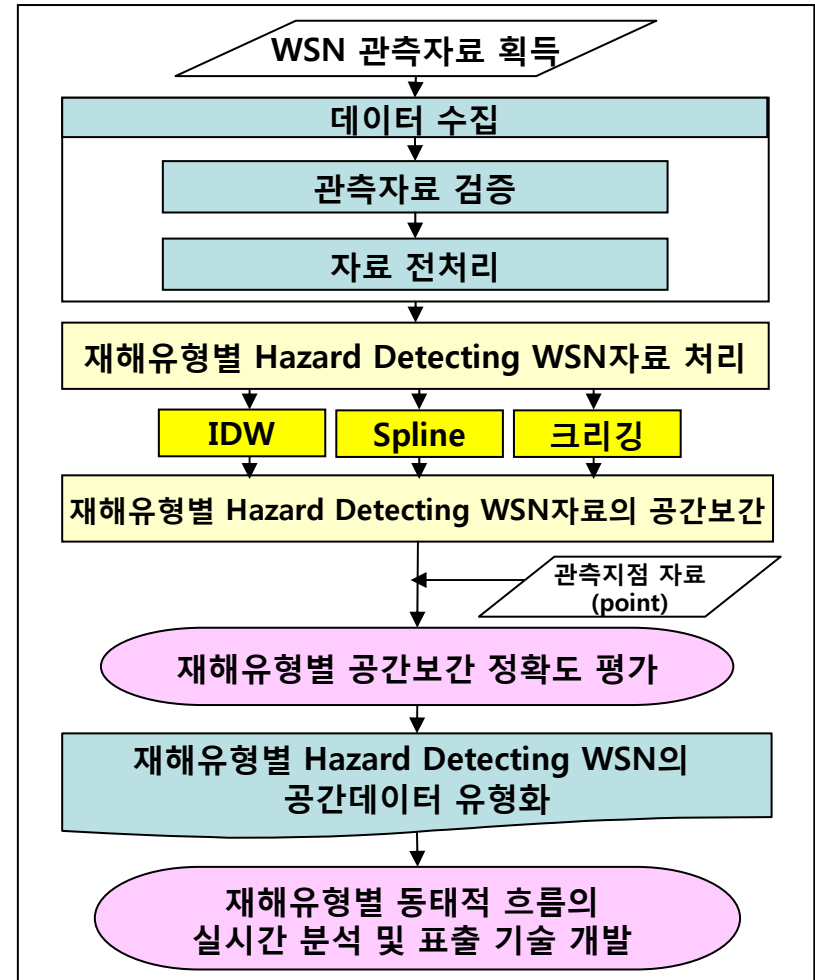 WSN 관측자료 획득
데이터 수집
관측자료 검증
자료 전처리
재해유형별 Hazard Detecting WSN자료 처리
IDW
Spline
크리깅
재해유형별 Hazard Detecting WSN자료의 공간보간
관측지점 자료
(point)
재해유형별 공간보간 정확도 평가
재해유형별 Hazard Detecting WSN의
공간데이터 유형화
재해유형별 동태적 흐름의
실시간 분석 및 표출 기술 개발